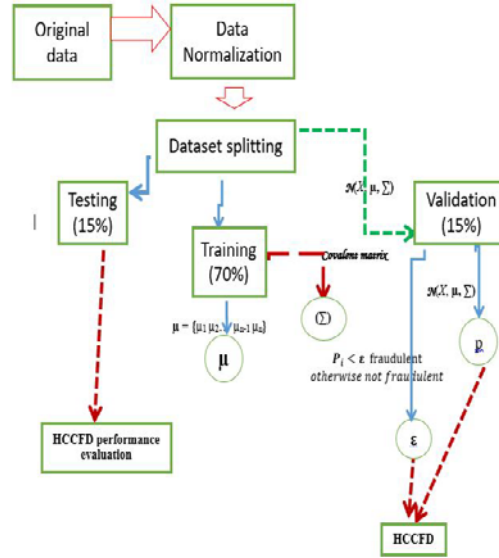 Original
data
Data
Normalization
Dataset splitting
Testing
(15%)
Training
(70%)
Validation
(15%)
𝒩(X, μ, Σ)
Covalent matrix
(Σ)
μ = {μ1 μ2, μn-1 μn}
μ
𝒩(X, μ, Σ)
p
Pi < ε fraudulent
otherwise not fraudulent
ε
HCCFD performance
evaluation
HCCFD